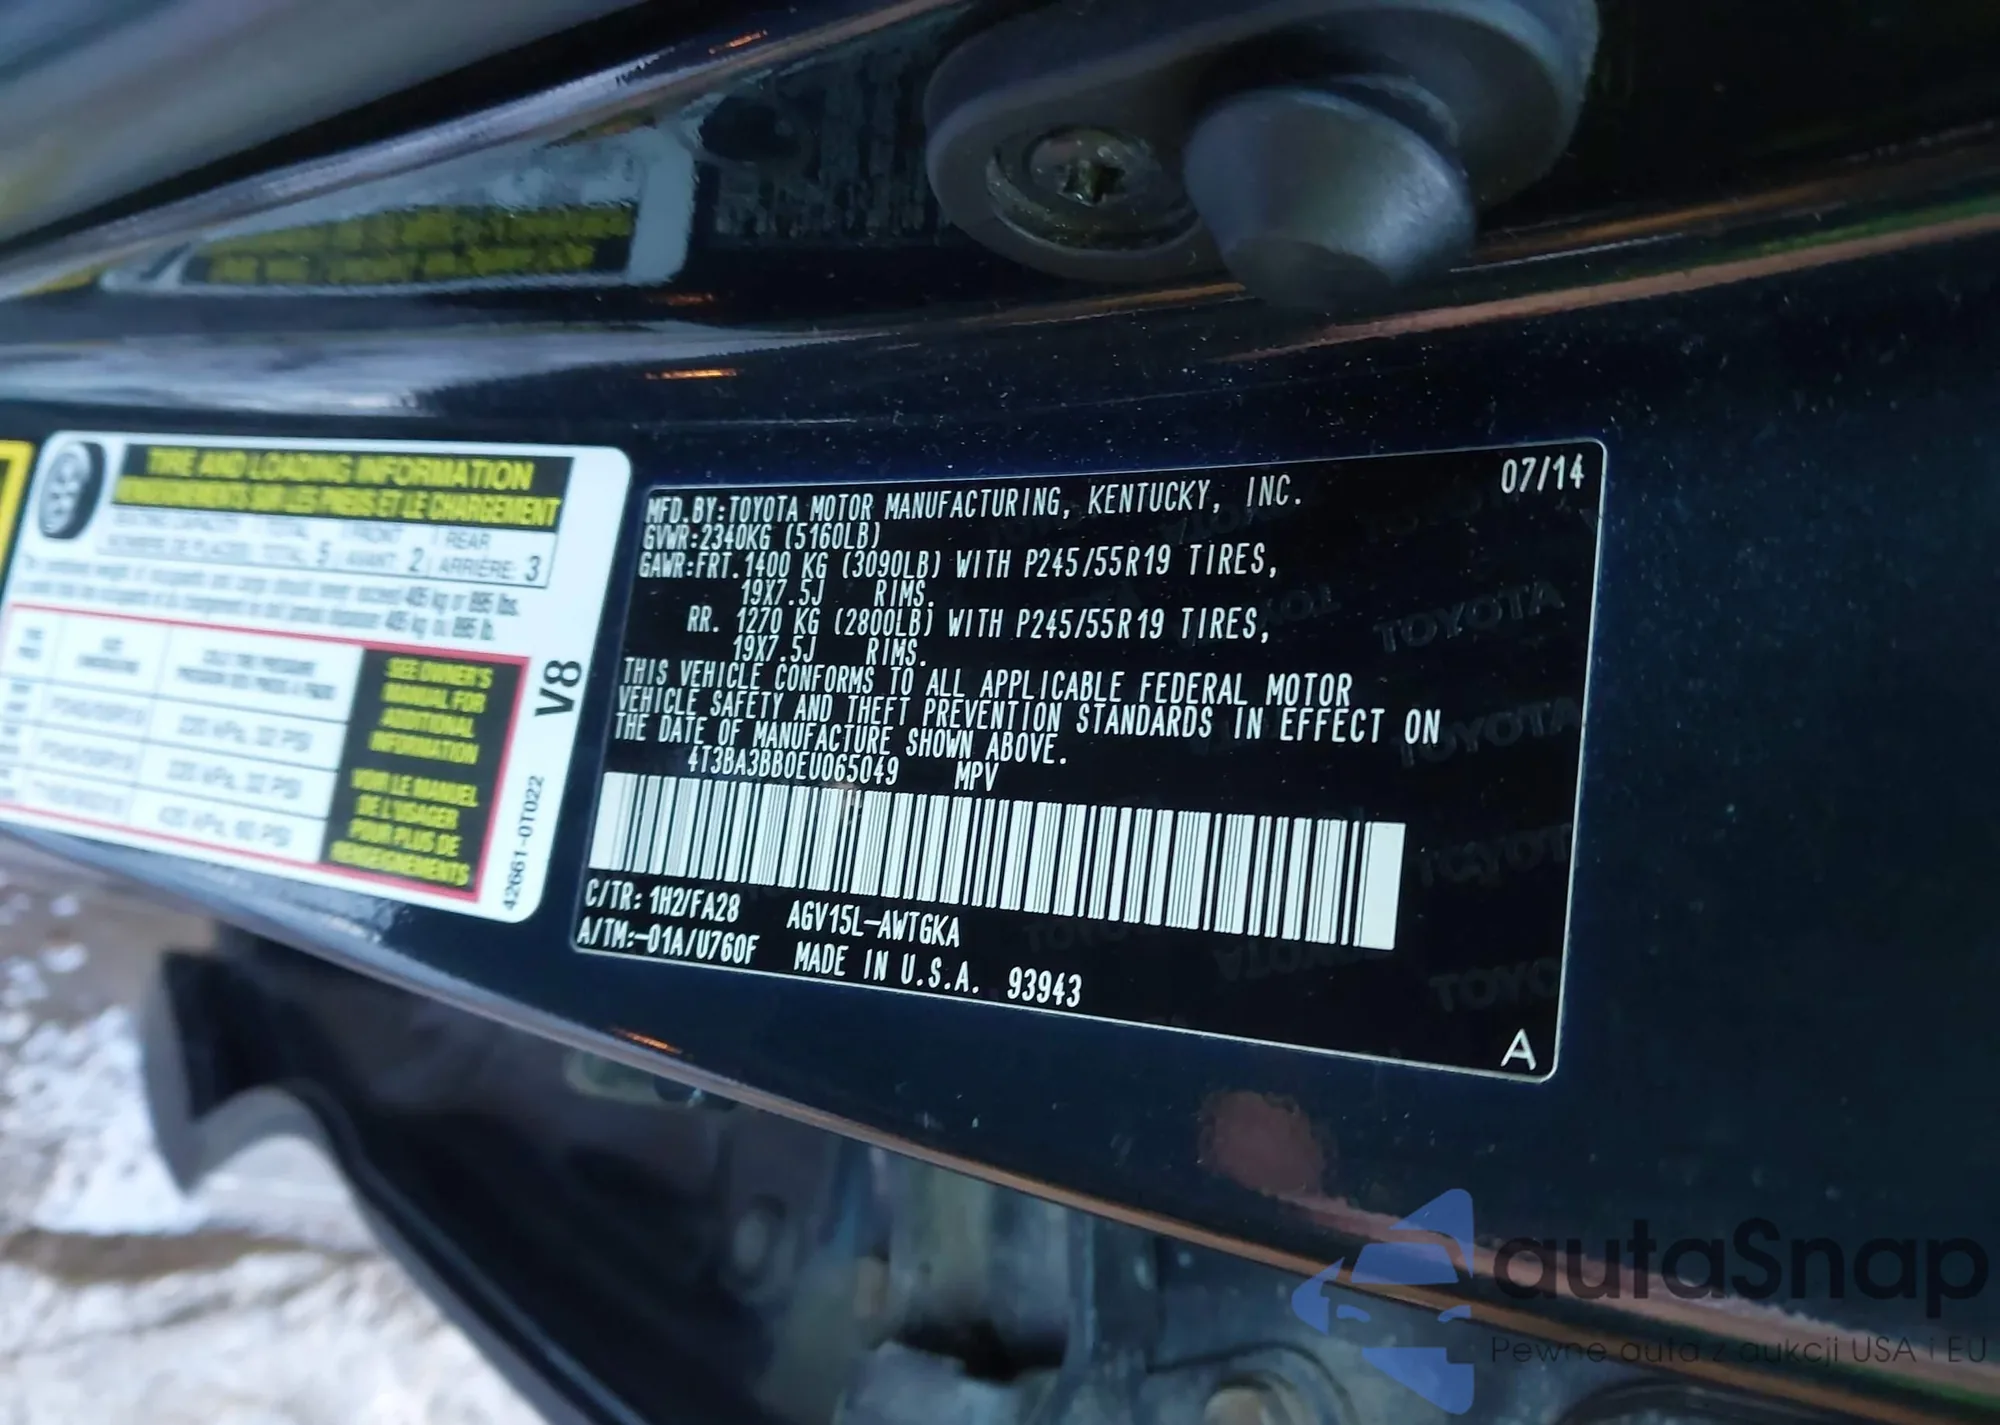 TIRE AND LOADING INFORMATION
RENSEIGNEMENTS SUR LES PNEUS ET LE CHARGEMENT
REAR
NOMBRE DE PLACES: TOTAL 5 AVANT: 2 ARRIÈRE: 3
SEE OWNER'S
MANUAL FOR
ADDITIONAL
INFORMATION
VOIR LE MANUEL
DE L'USAGER
POUR PLUS DE
RENSEIGNEMENTS
V8
42661-0T022
07/14
MFD.BY:TOYOTA MOTOR MANUFACTURING, KENTUCKY, INC.
GVWR:2340KG (5160LB)
GAWR:FRT.1400 KG (3090LB) WITH P245/55R19 TIRES,
19X7.5J RIMS.
RR. 1270 KG (2800LB) WITH P245/55R19 TIRES,
19X7.5J RIMS.
THIS VEHICLE CONFORMS TO ALL APPLICABLE FEDERAL MOTOR
VEHICLE SAFETY AND THEFT PREVENTION STANDARDS IN EFFECT ON
THE DATE OF MANUFACTURE SHOWN ABOVE.
4T3BA3BB0EU065049 MPV
C/TR: 1H2/FA28 AGV15L-AWTGKA
A/TM:-01A/U760F MADE IN U.S.A. 93943
A
autaSnap
Pewne auta z aukcji USA i EU